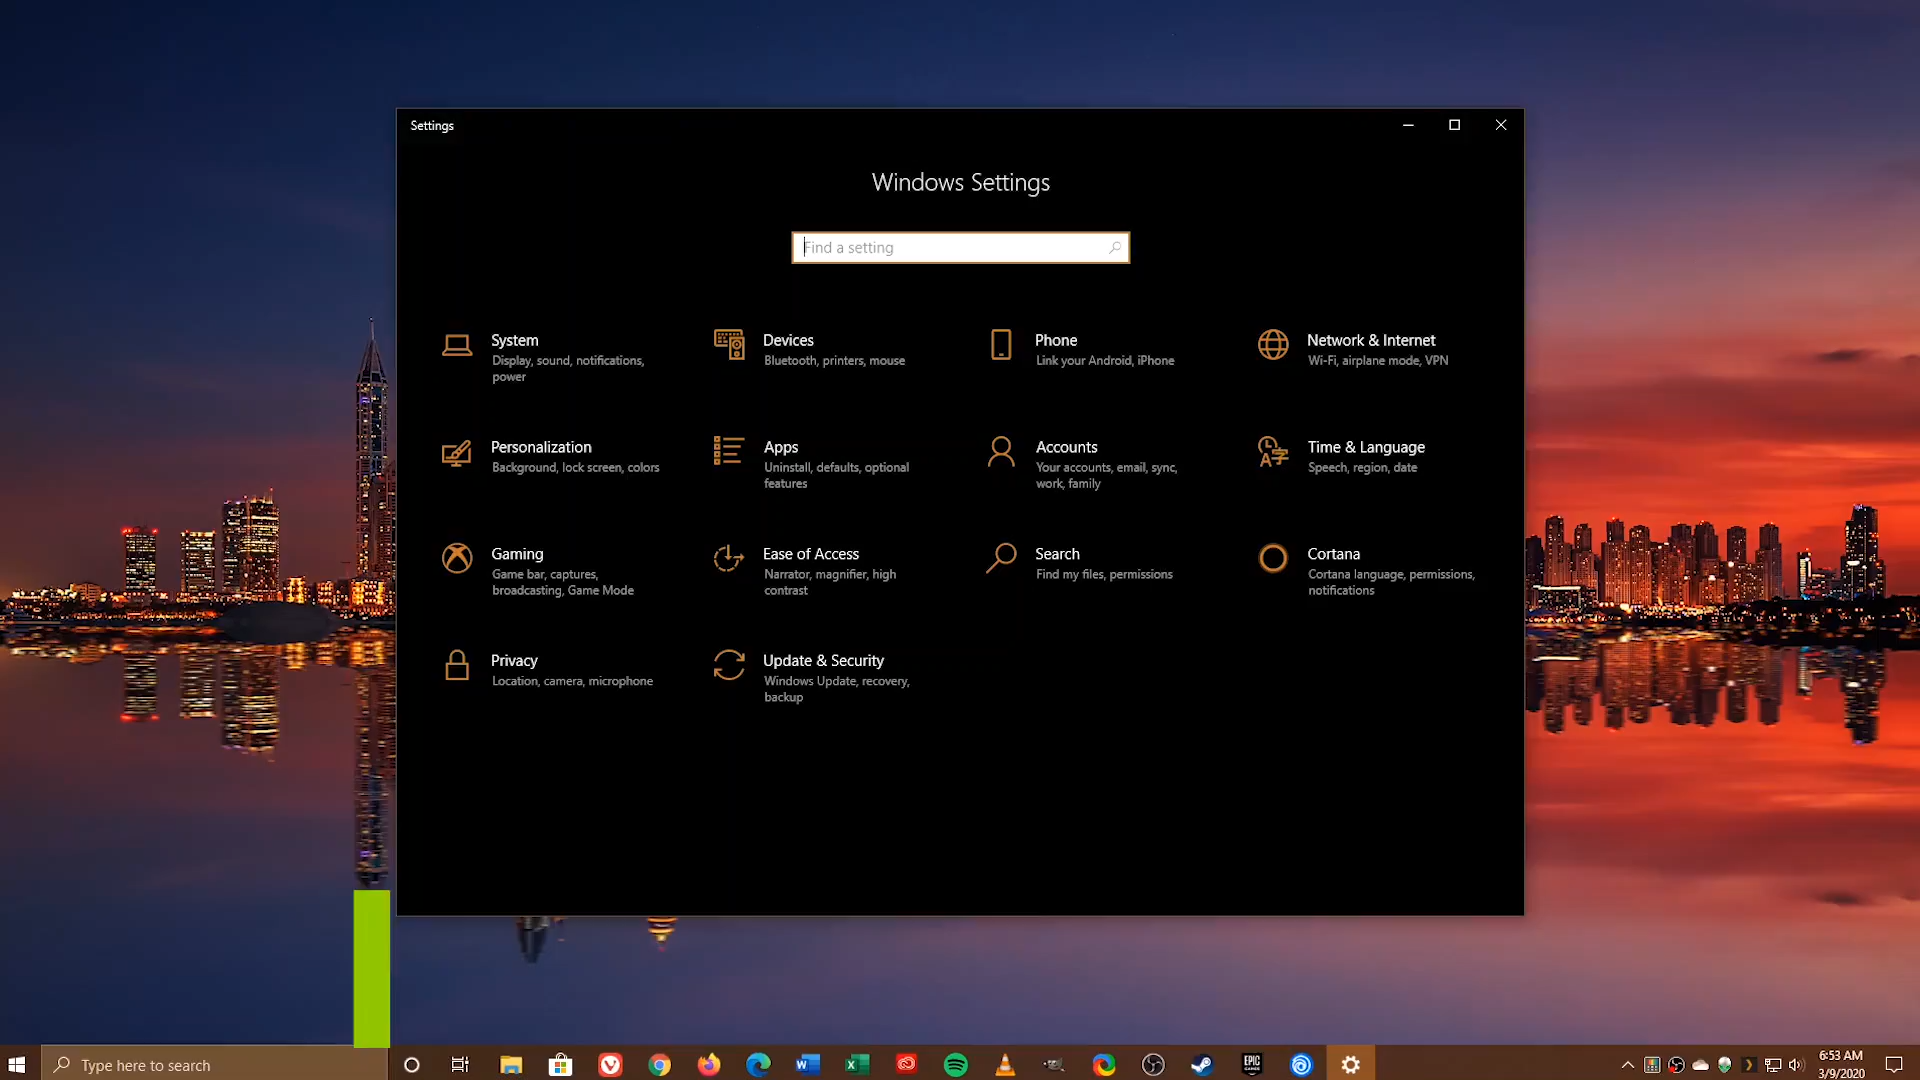 Settings
Windows Settings
Find a setting
System
Display, sound, notifications,
power
Devices
Bluetooth, printers, mouse
Phone
Link your Android, iPhone
Network & Internet
Wi-Fi, airplane mode, VPN
Personalization
Background, lock screen, colors
Apps
Uninstall, defaults, optional
features
Accounts
Your accounts, email, sync,
work, family
Time & Language
Speech, region, date
Gaming
Game bar, captures,
broadcasting, Game Mode
Ease of Access
Narrator, magnifier, high
contrast
Search
Find my files, permissions
Cortana
Cortana language, permissions,
notifications
Privacy
Location, camera, microphone
Update & Security
Windows Update, recovery,
backup
Type here to search
EPIC
GAMES
6:53 AM
3/9/2020